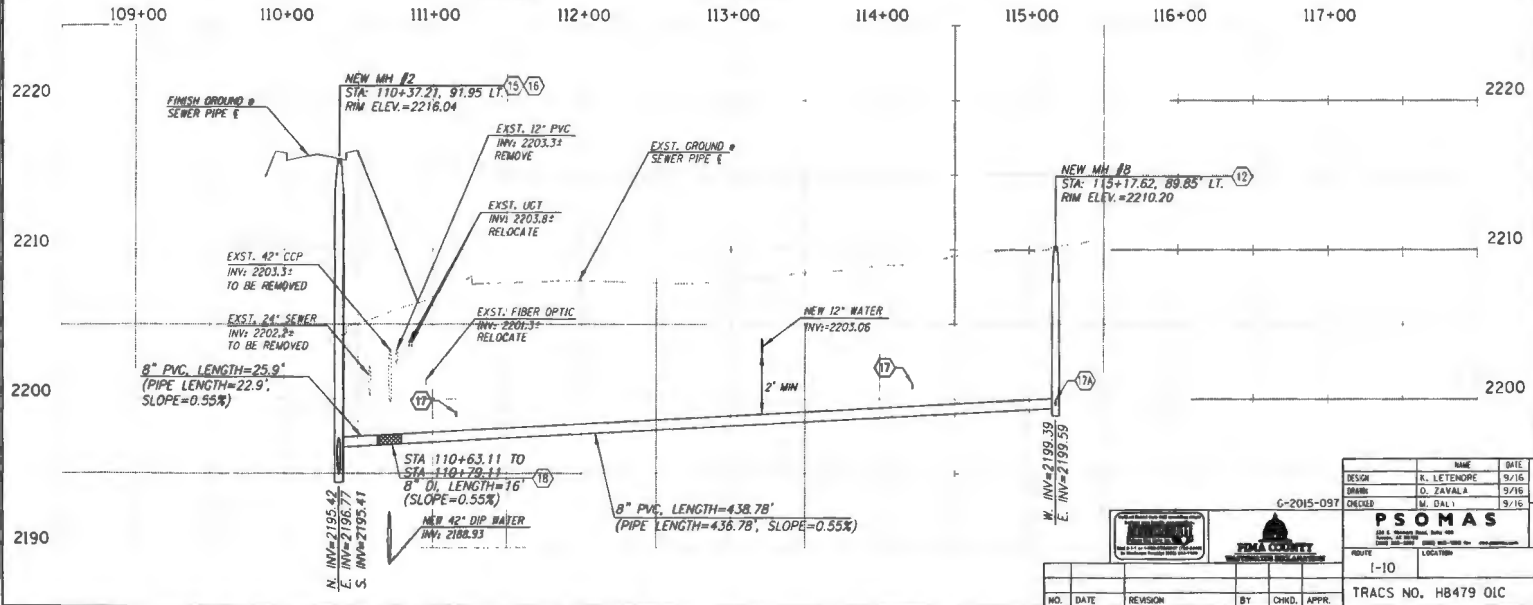 109+00 110+00 111+00 112+00 113+00 114+00 115+00 116+00 117+00
2220
2210
2200
2190
2220
2210
2200
FINISH GROUND @
SEWER PIPE ℄
NEW MH #2
STA: 110+37.21, 91.95 LT.
RIM ELEV.=2216.04
15 16
EXST. 12" PVC
INV: 2203.3±
REMOVE
EXST. GROUND @
SEWER PIPE ℄
EXST. UGT
INV: 2203.8±
RELOCATE
EXST. 42" CCP
INV: 2203.3±
TO BE REMOVED
EXST. 24" SEWER
INV: 2202.2±
TO BE REMOVED
EXST. FIBER OPTIC
INV: 2201.3±
RELOCATE
8" PVC, LENGTH=25.9'
(PIPE LENGTH=22.9',
SLOPE=0.55%)
17
NEW 12" WATER
INV:=2203.06
2' MIN
17
NEW MH #8
STA: 115+17.62, 89.85' LT.
RIM ELEV.=2210.20
12
17A
STA 110+63.11 TO
STA 110+79.11
8" DI, LENGTH=16'
(SLOPE=0.55%)
18
NEW 42" DIP WATER
INV: 2188.93
8" PVC, LENGTH=438.78'
(PIPE LENGTH=436.78', SLOPE=0.55%)
N. INV=2195.42
E. INV=2196.77
S. INV=2195.41
W. INV=2199.39
E. INV=2199.59
G-2015-097
PIMA COUNTY
NAME DATE
DESIGN K. LETENDRE 9/16
DRAWN O. ZAVALA 9/16
CHECKED M. DALY 9/16
PSOMAS
ROUTE LOCATION
I-10
TRACS NO. H8479 01C
NO. DATE REVISION BY CHKD. APPR.